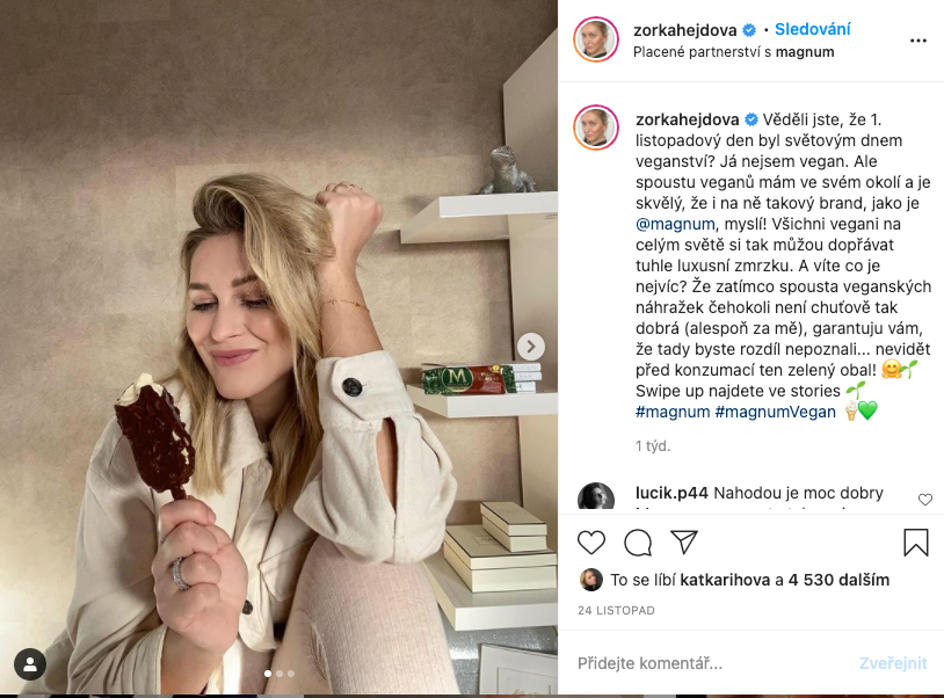 zorkahejdova • Sledování
Placené partnerství s magnum
zorkahejdova Věděli jste, že 1.
listopadový den byl světovým dnem
veganství? Já nejsem vegan. Ale
spoustu veganů mám ve svém okolí a je
skvělý, že i na ně takový brand, jako je
@magnum, myslí! Všichni vegani na
celým světě si tak můžou dopřávat
tuhle luxusní zmrzku. A víte co je
nejvíc? Že zatímco spousta veganských
náhražek čehokoli není chuťově tak
dobrá (alespoň za mě), garantuju vám,
že tady byste rozdíl nepoznali... nevidět
před konzumací ten zelený obal! 🤗🌱
Swipe up najdete ve stories 🌱
#magnum #magnumVegan 🍦💚
1 týd.
lucik.p44 Nahodou je moc dobry
To se líbí katkarihova a 4 530 dalším
24 LISTOPAD
Přidejte komentář...
Zveřejnit
M